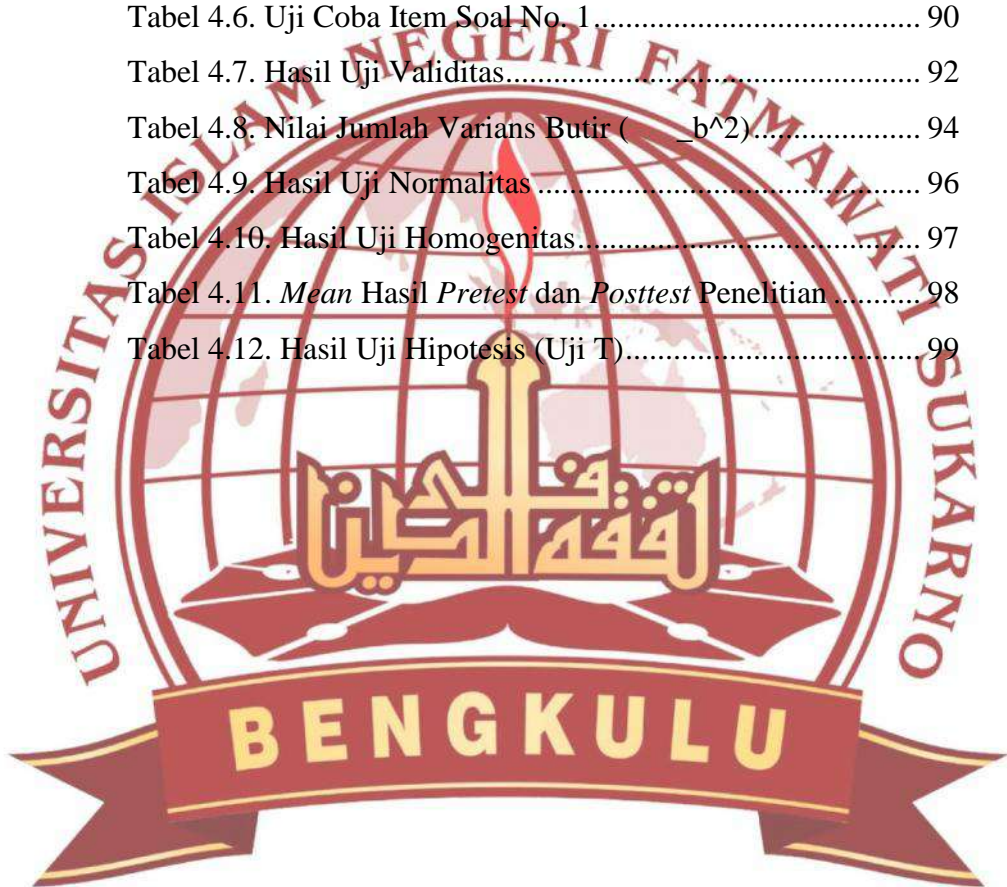 Tabel 4.6. Uji Coba Item Soal No. 1....................................... 90
Tabel 4.7. Hasil Uji Validitas.................................................. 92
Tabel 4.8. Nilai Jumlah Varians Butir ( _b^2).................... 94
Tabel 4.9. Hasil Uji Normalitas .............................................. 96
Tabel 4.10. Hasil Uji Homogenitas......................................... 97
Tabel 4.11. Mean Hasil Pretest dan Posttest Penelitian .......... 98
Tabel 4.12. Hasil Uji Hipotesis (Uji T)................................... 99
UNIVERSITAS ISLAM NEGERI FATMAWATI SUKARNO
BENGKULU